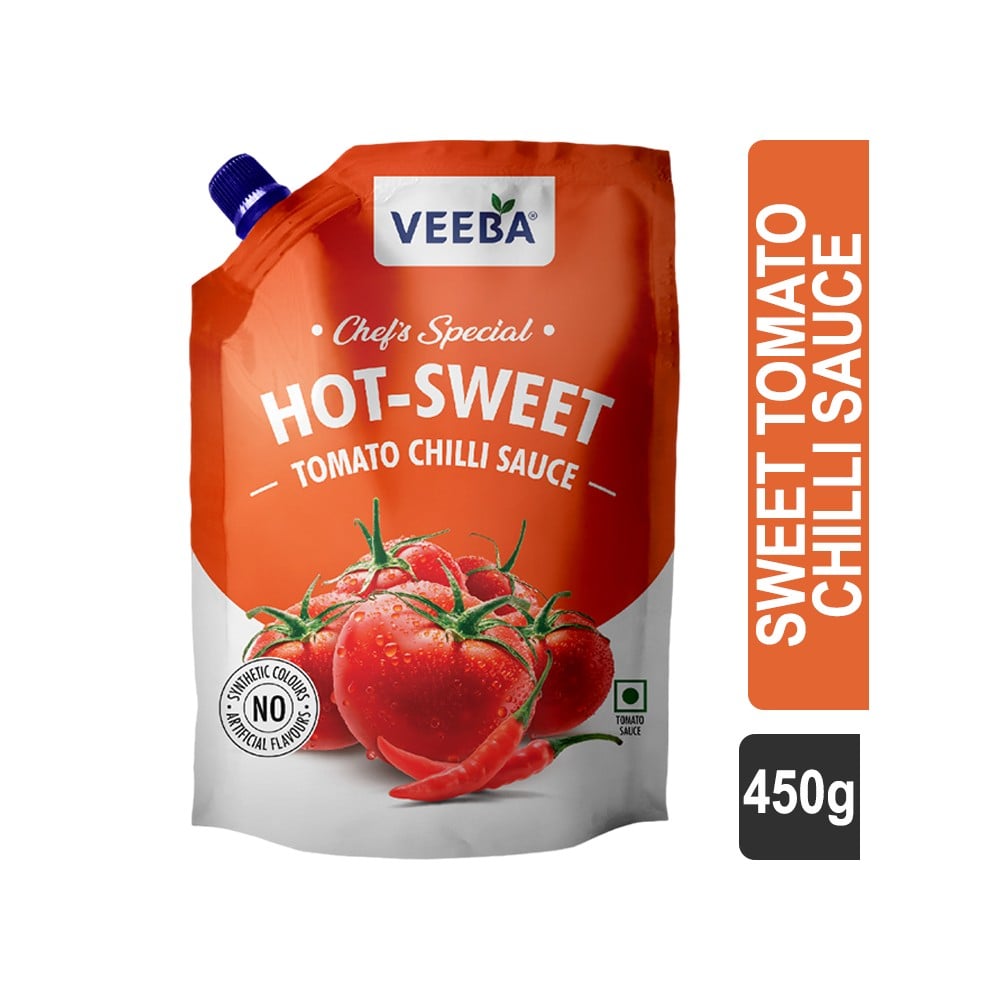 VEEBA®
• Chef's Special •
HOT-SWEET
TOMATO CHILLI SAUCE
• SYNTHETIC COLOURS •
NO
ARTIFICIAL FLAVOURS
TOMATO
SAUCE
SWEET TOMATO
CHILLI SAUCE
450g